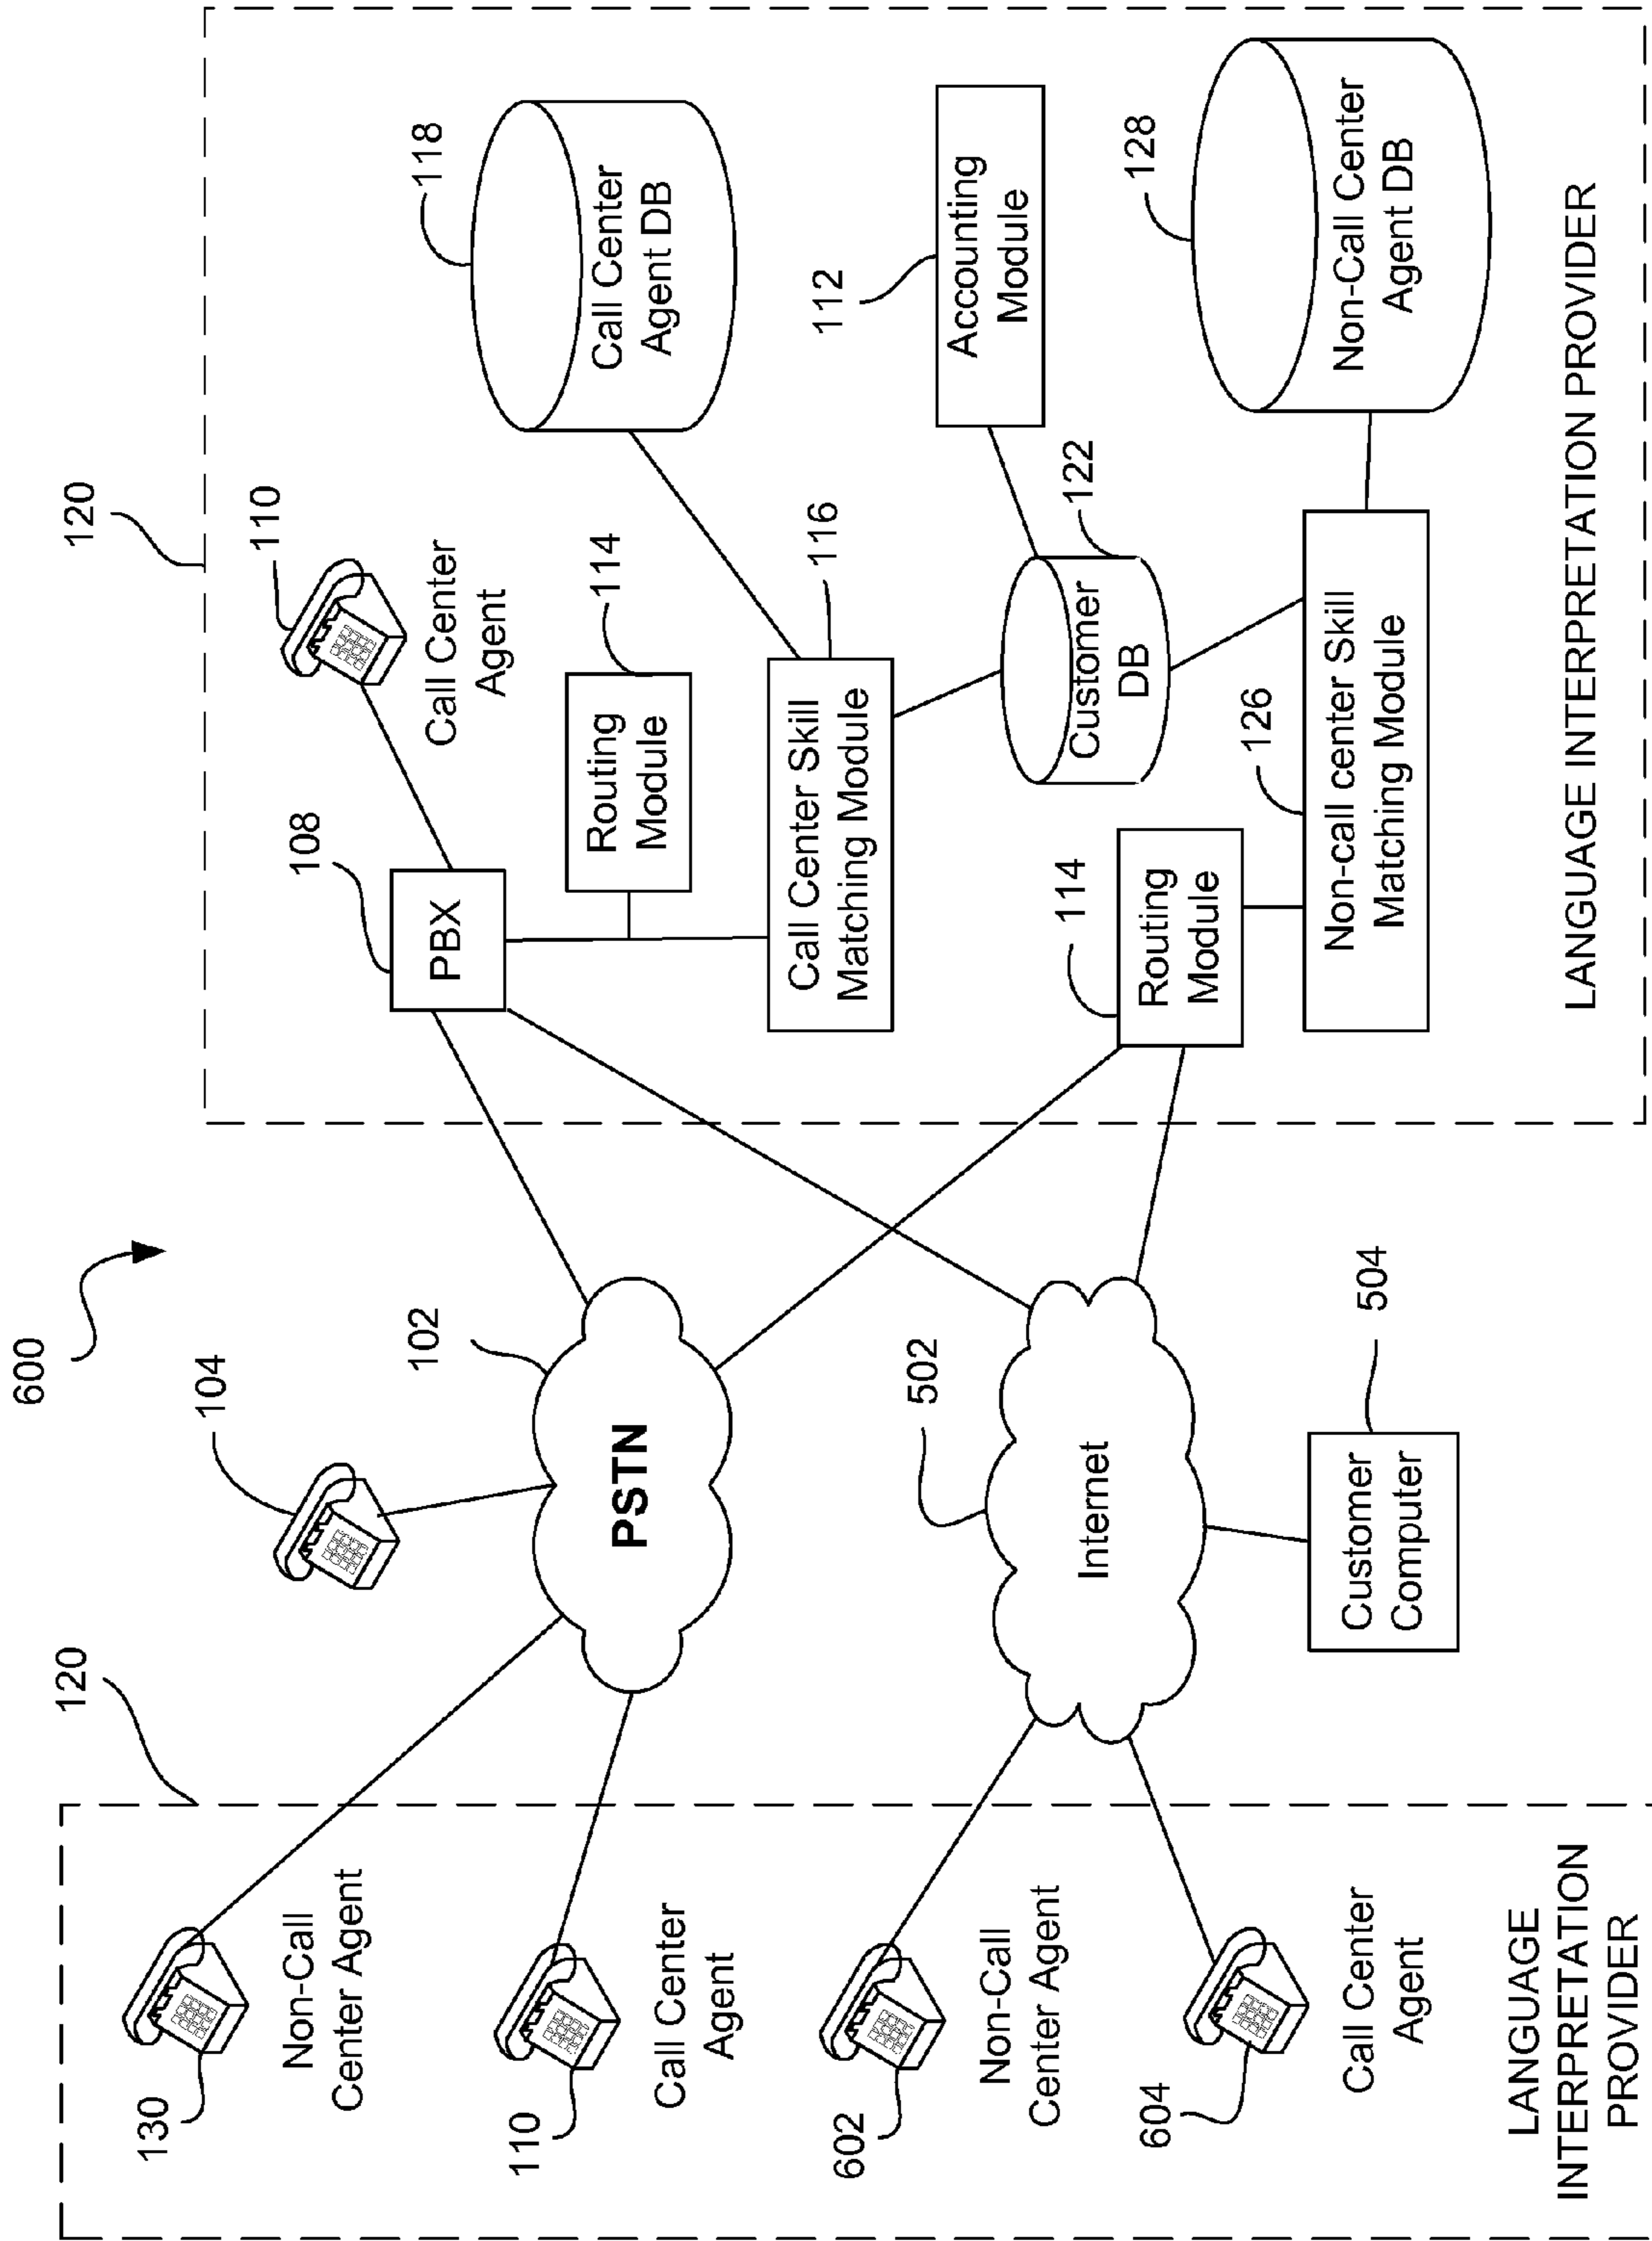 600
120
120
130
Non-Call
Center Agent
110
Call Center
Agent
602
Non-Call
Center Agent
604
Call Center
Agent
LANGUAGE
INTERPRETATION
PROVIDER
104
102
PSTN
502
Internet
504
Customer
Computer
108
PBX
110
Call Center
Agent
114
Routing
Module
116
Call Center Skill
Matching Module
118
Call Center
Agent DB
112
Accounting
Module
122
Customer
DB
114
Routing
Module
126
Non-call center Skill
Matching Module
128
Non-Call Center
Agent DB
LANGUAGE INTERPRETATION PROVIDER